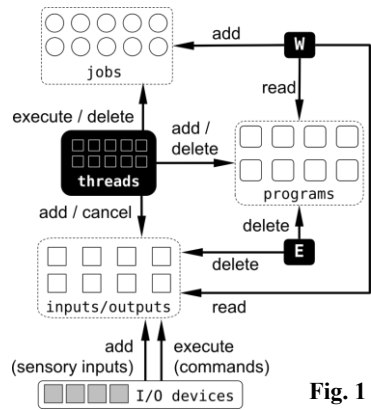 add
W
jobs
read
execute / delete
add /
delete
threads
programs
add / cancel
delete
E
delete
inputs/outputs
read
add
(sensory inputs)
execute
(commands)
I/O devices
Fig. 1